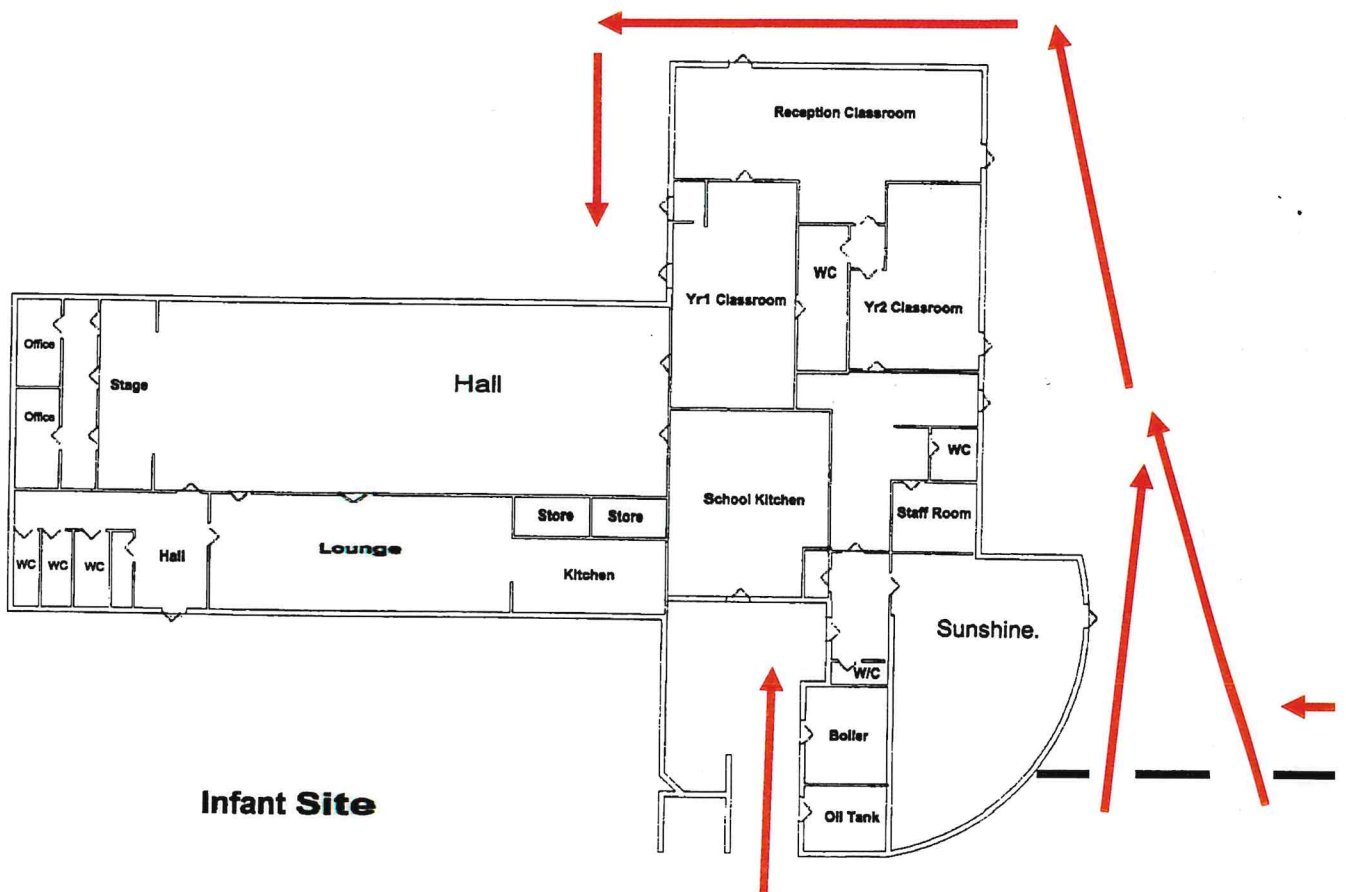 Reception Classroom
WC
Yr1 Classroom
Yr2 Classroom
Office
Stage
Hall
Office
WC
School Kitchen
Staff Room
Store
Store
Lounge
Hall
WC
WC
WC
Kitchen
Sunshine.
W/C
Boiler
Infant Site
Oil Tank